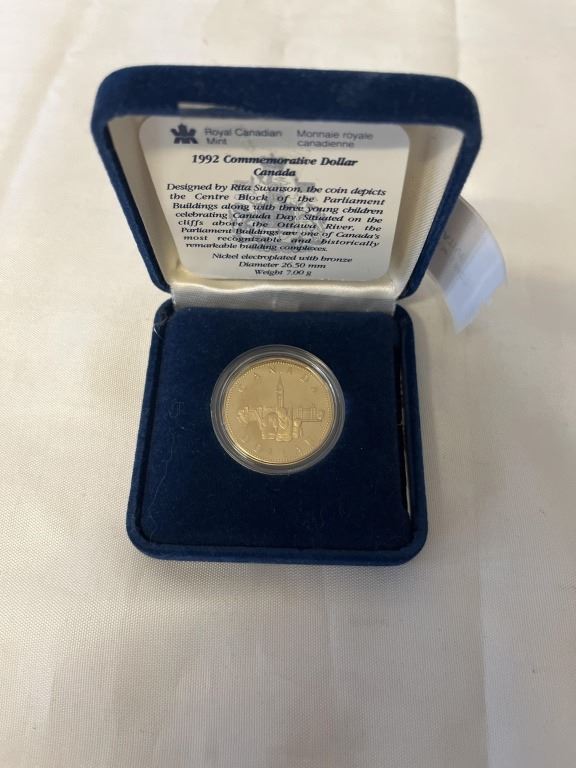 Royal Canadian Monnaie royale
Mint canadienne
1992 Commemorative Dollar
Canada
Designed by Rita Swanson, the coin depicts
the Centre Block of the Parliament
Buildings along with three young children
celebrating Canada Day. Situated on the
cliffs above the Ottawa River, the
Parliament Buildings are one of Canada's
most recognizable and historically
remarkable building complexes.
Nickel electroplated with bronze
Diameter 26.50 mm
Weight 7.00 g
CANADA
DOLLAR